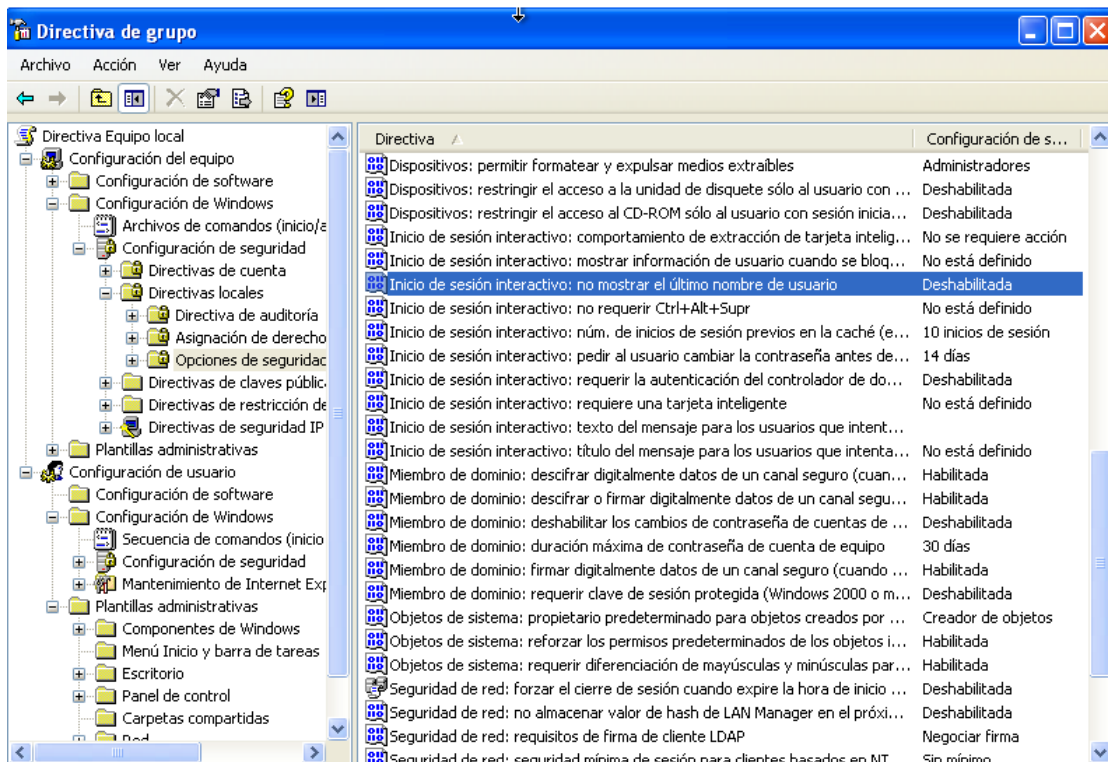 Directiva de grupo
Archivo Acción Ver Ayuda
Directiva Equipo local
Configuración del equipo
Configuración de software
Configuración de Windows
Archivos de comandos (inicio/a
Configuración de seguridad
Directivas de cuenta
Directivas locales
Directiva de auditoría
Asignación de derecho
Opciones de seguridad
Directivas de claves públic
Directivas de restricción de
Directivas de seguridad IP
Plantillas administrativas
Configuración de usuario
Configuración de software
Configuración de Windows
Secuencia de comandos (inicio
Configuración de seguridad
Mantenimiento de Internet Exp
Plantillas administrativas
Componentes de Windows
Menú Inicio y barra de tareas
Escritorio
Panel de control
Carpetas compartidas
Red
Directiva Configuración de s...
Dispositivos: permitir formatear y expulsar medios extraíbles Administradores
Dispositivos: restringir el acceso a la unidad de disquete sólo al usuario con ... Deshabilitada
Dispositivos: restringir el acceso al CD-ROM sólo al usuario con sesión inicia... Deshabilitada
Inicio de sesión interactivo: comportamiento de extracción de tarjeta intelig... No se requiere acción
Inicio de sesión interactivo: mostrar información de usuario cuando se bloq... No está definido
Inicio de sesión interactivo: no mostrar el último nombre de usuario Deshabilitada
Inicio de sesión interactivo: no requerir Ctrl+Alt+Supr No está definido
Inicio de sesión interactivo: núm. de inicios de sesión previos en la caché (e... 10 inicios de sesión
Inicio de sesión interactivo: pedir al usuario cambiar la contraseña antes de... 14 días
Inicio de sesión interactivo: requerir la autenticación del controlador de do... Deshabilitada
Inicio de sesión interactivo: requiere una tarjeta inteligente No está definido
Inicio de sesión interactivo: texto del mensaje para los usuarios que intent...
Inicio de sesión interactivo: título del mensaje para los usuarios que intenta... No está definido
Miembro de dominio: descifrar digitalmente datos de un canal seguro (cuan... Habilitada
Miembro de dominio: descifrar o firmar digitalmente datos de un canal segu... Habilitada
Miembro de dominio: deshabilitar los cambios de contraseña de cuentas de ... Deshabilitada
Miembro de dominio: duración máxima de contraseña de cuenta de equipo 30 días
Miembro de dominio: firmar digitalmente datos de un canal seguro (cuando ... Habilitada
Miembro de dominio: requerir clave de sesión protegida (Windows 2000 o m... Deshabilitada
Objetos de sistema: propietario predeterminado para objetos creados por ... Creador de objetos
Objetos de sistema: reforzar los permisos predeterminados de los objetos i... Habilitada
Objetos de sistema: requerir diferenciación de mayúsculas y minúsculas par... Habilitada
Seguridad de red: forzar el cierre de sesión cuando expire la hora de inicio ... Deshabilitada
Seguridad de red: no almacenar valor de hash de LAN Manager en el próxi... Deshabilitada
Seguridad de red: requisitos de firma de cliente LDAP Negociar firma
Seguridad de red: seguridad mínima de sesión para clientes basados en NT Sin mínimo